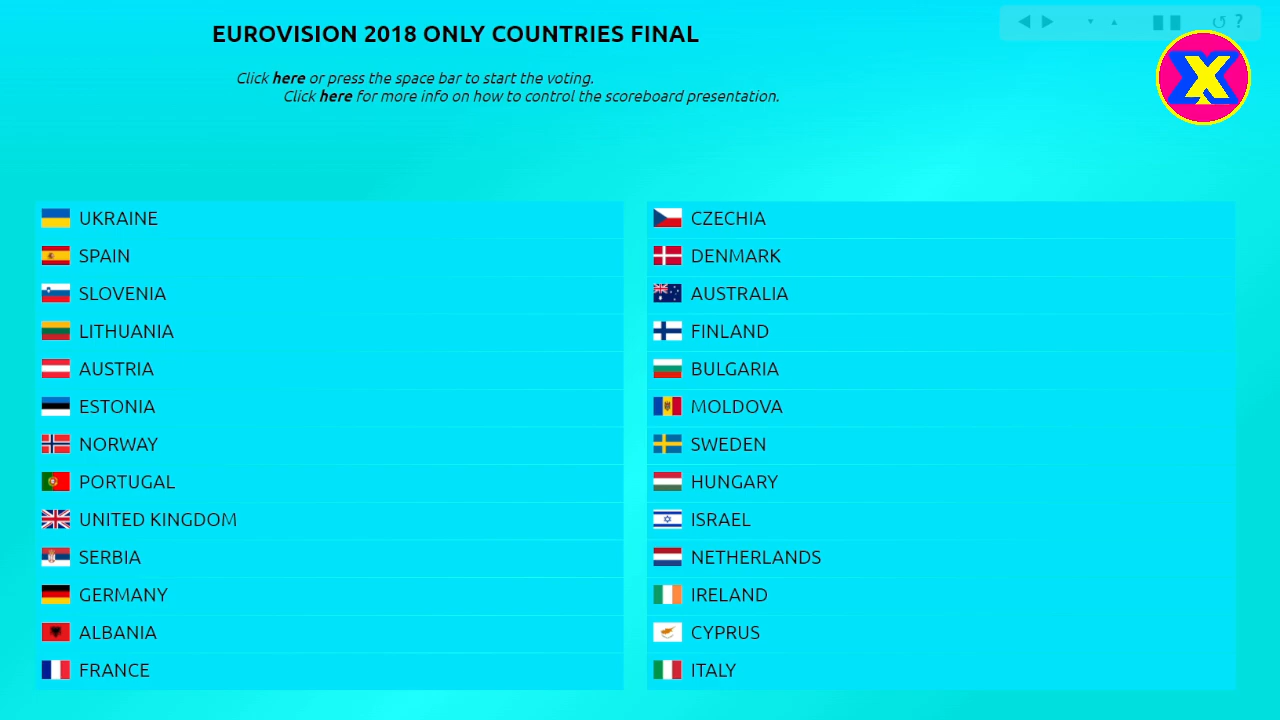 EUROVISION 2018 ONLY COUNTRIES FINAL
?
Click here or press the space bar to start the voting.
Click here for more info on how to control the scoreboard presentation.
X
UKRAINE
SPAIN
SLOVENIA
LITHUANIA
AUSTRIA
ESTONIA
NORWAY
PORTUGAL
UNITED KINGDOM
SERBIA
GERMANY
ALBANIA
FRANCE
CZECHIA
DENMARK
AUSTRALIA
FINLAND
BULGARIA
MOLDOVA
SWEDEN
HUNGARY
ISRAEL
NETHERLANDS
IRELAND
CYPRUS
ITALY